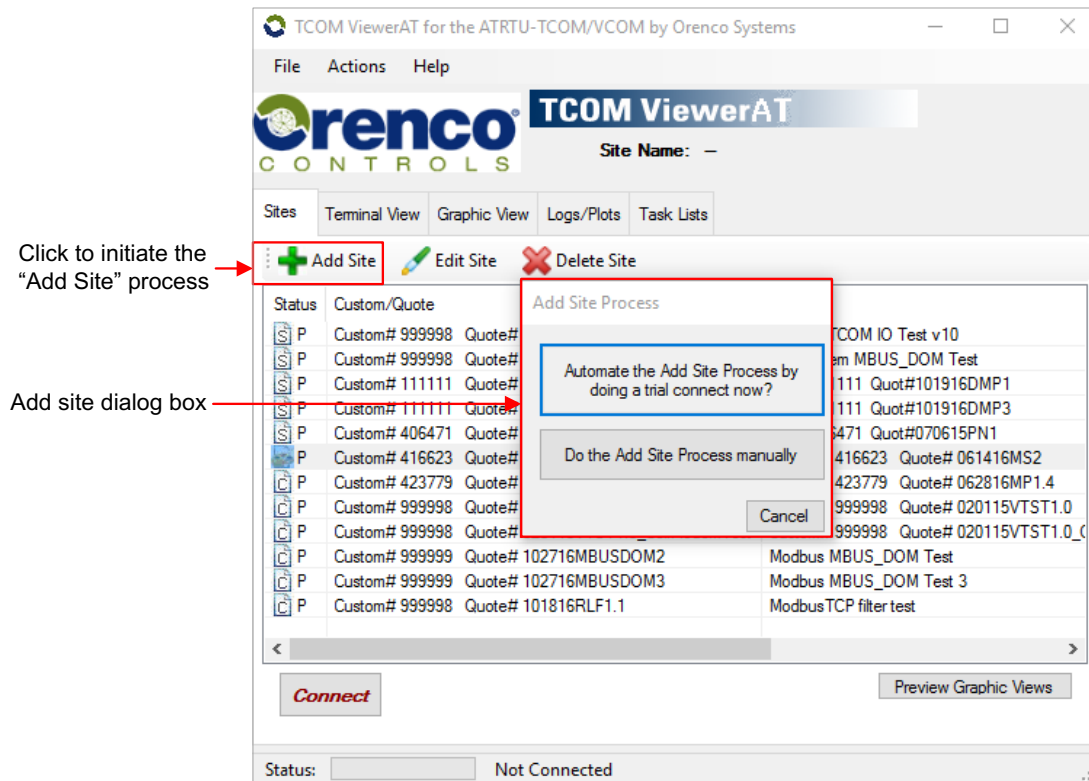 TCOM ViewerAT for the ATRTU-TCOM/VCOM by Orenco Systems
File Actions Help
Orenco®
CONTROLS
TCOM ViewerAT
Site Name: –
Sites Terminal View Graphic View Logs/Plots Task Lists
Click to initiate the
“Add Site” process
Add Site Edit Site Delete Site
Add site dialog box
Status Custom/Quote
S P Custom# 999998 Quote# TCOM IO Test v10
S P Custom# 999998 Quote# em MBUS_DOM Test
S P Custom# 111111 Quote# 111 Quot#101916DMP1
S P Custom# 111111 Quote# 111 Quot#101916DMP3
S P Custom# 406471 Quote# 6471 Quot#070615PN1
P Custom# 416623 Quote# 416623 Quote# 061416MS2
C P Custom# 423779 Quote# 423779 Quote# 062816MP1.4
C P Custom# 999998 Quote# 999998 Quote# 020115VTST1.0
C P Custom# 999998 Quote# 999998 Quote# 020115VTST1.0_
C P Custom# 999999 Quote# 102716MBUSDOM2 Modbus MBUS_DOM Test
C P Custom# 999999 Quote# 102716MBUSDOM3 Modbus MBUS_DOM Test 3
C P Custom# 999998 Quote# 101816RLF1.1 ModbusTCP filter test
Add Site Process
Automate the Add Site Process by
doing a trial connect now?
Do the Add Site Process manually
Cancel
Connect
Preview Graphic Views
Status: Not Connected